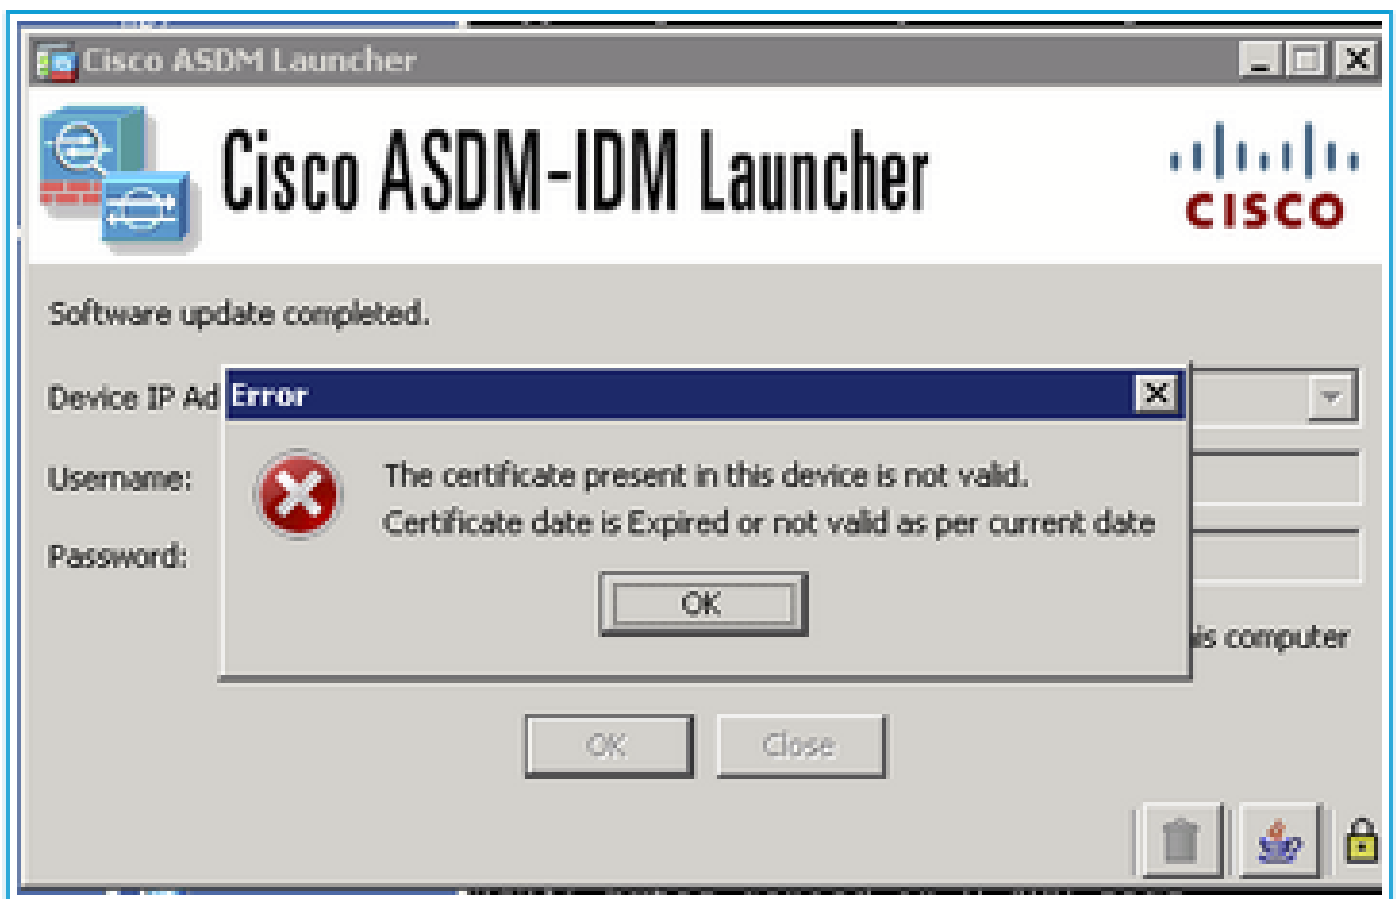 Cisco ASDM Launcher
Cisco ASDM-IDM Launcher
CISCO
Software update completed.
Device IP Ad
Error
The certificate present in this device is not valid.
Certificate date is Expired or not valid as per current date
OK
Username:
Password:
is computer
OK
Close